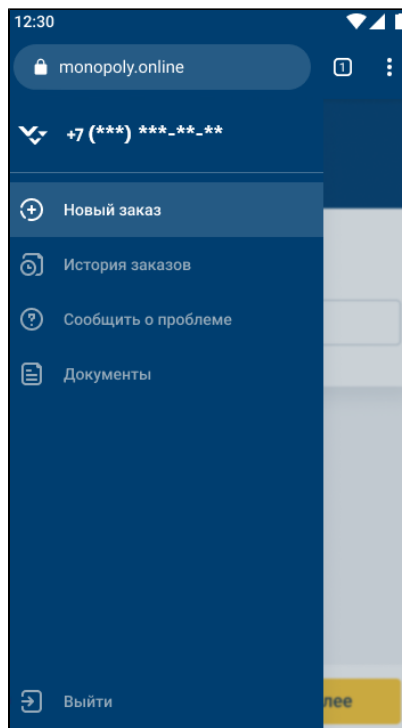 12:30
monopoly.online
1
+7 (***) ***-**-**
Новый заказ
История заказов
Сообщить о проблеме
Документы
Выйти
лее